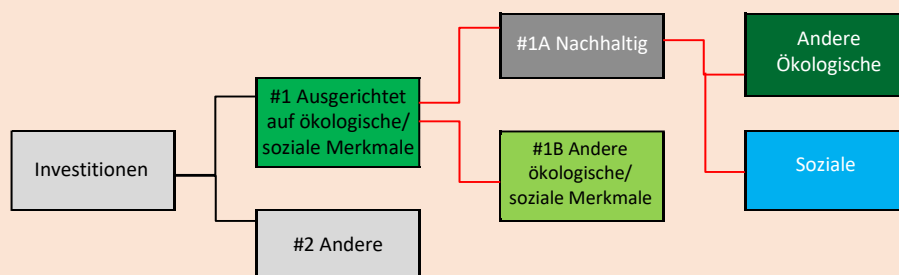 Investitionen
#1 Ausgerichtet
auf ökologische/
soziale Merkmale
#2 Andere
#1A Nachhaltig
#1B Andere
ökologische/
soziale Merkmale
Andere
Ökologische
Soziale